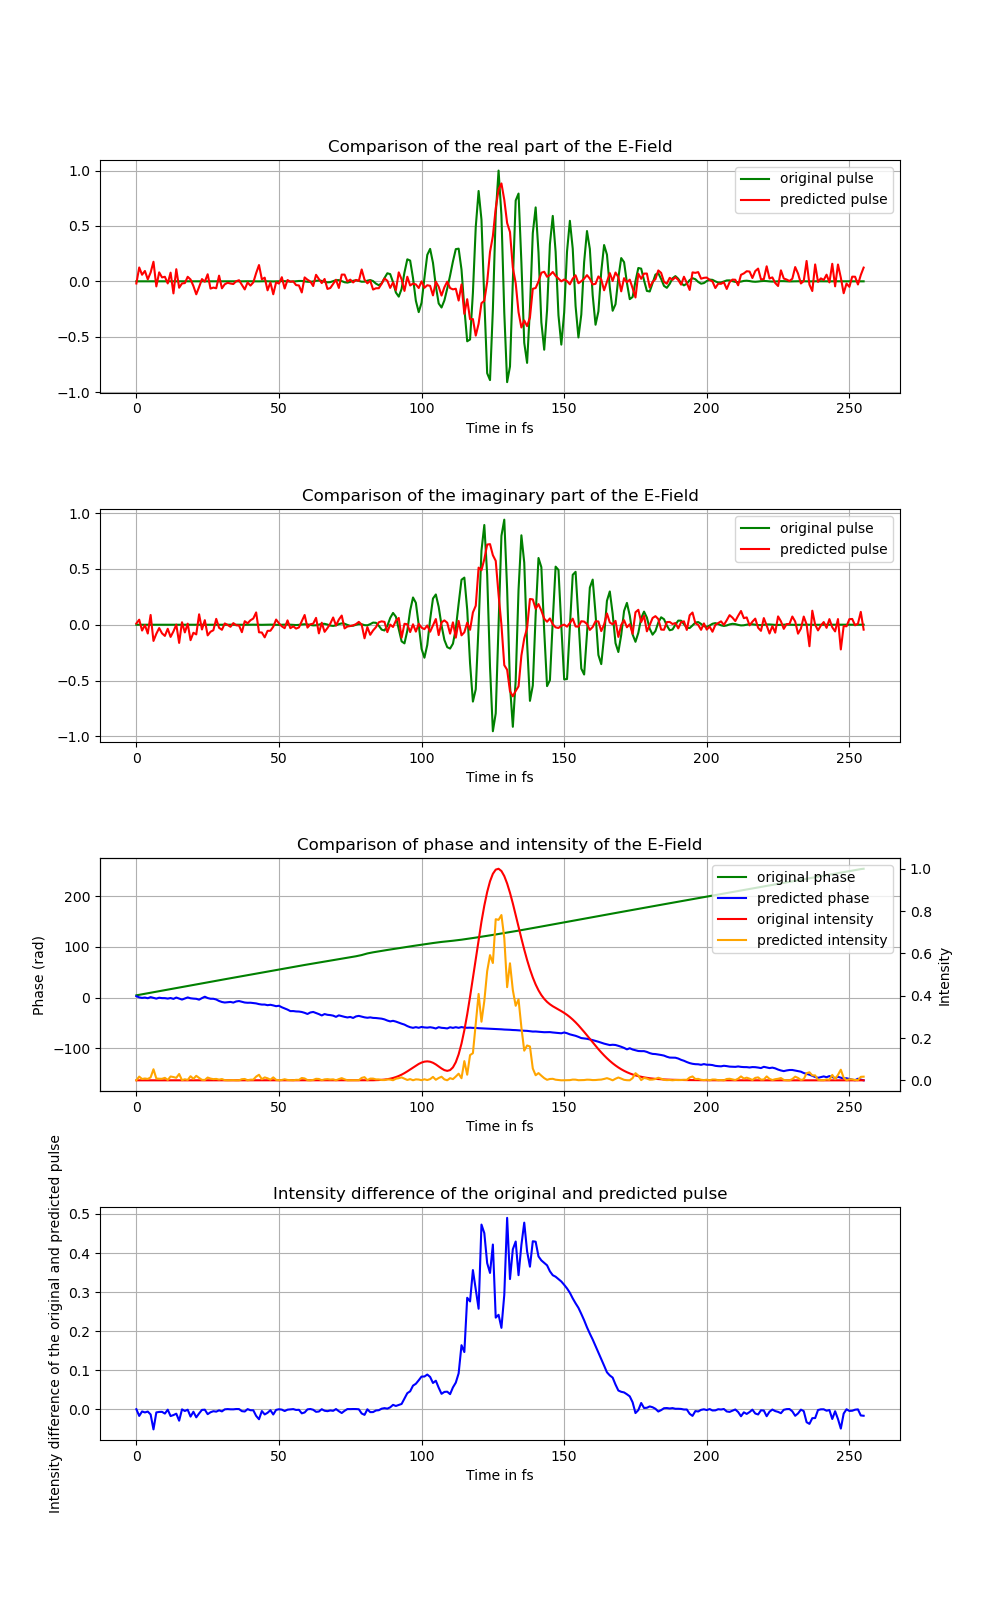 Comparison of the real part of the E-Field
1.0
0.5
0.0
−0.5
−1.0
original pulse
predicted pulse
0 50 100 150 200 250
Time in fs
Comparison of the imaginary part of the E-Field
1.0
0.5
0.0
−0.5
−1.0
original pulse
predicted pulse
0 50 100 150 200 250
Time in fs
Comparison of phase and intensity of the E-Field
Phase (rad)
200
100
0
−100
original phase
predicted phase
original intensity
predicted intensity
1.0
0.8
0.6
0.4
0.2
0.0
Intensity
0 50 100 150 200 250
Time in fs
Intensity difference of the original and predicted pulse
Intensity difference of the original and predicted pulse
0.5
0.4
0.3
0.2
0.1
0.0
0 50 100 150 200 250
Time in fs